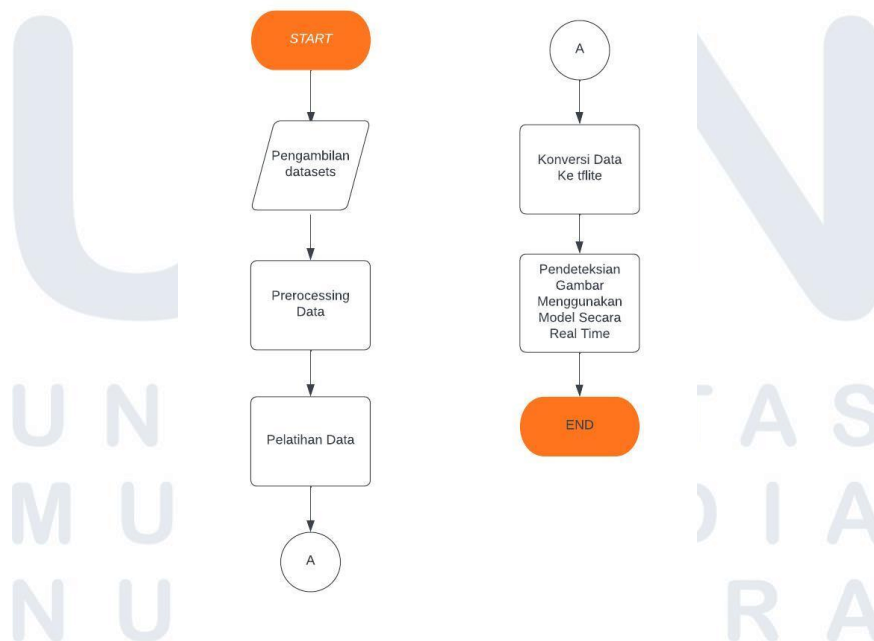 START
Pengambilan
datasets
Prerocessing
Data
Pelatihan Data
A
A
Konversi Data
Ke tflite
Pendeteksian
Gambar
Menggunakan
Model Secara
Real Time
END
U N
U N T A S
M U D I A
N U R A